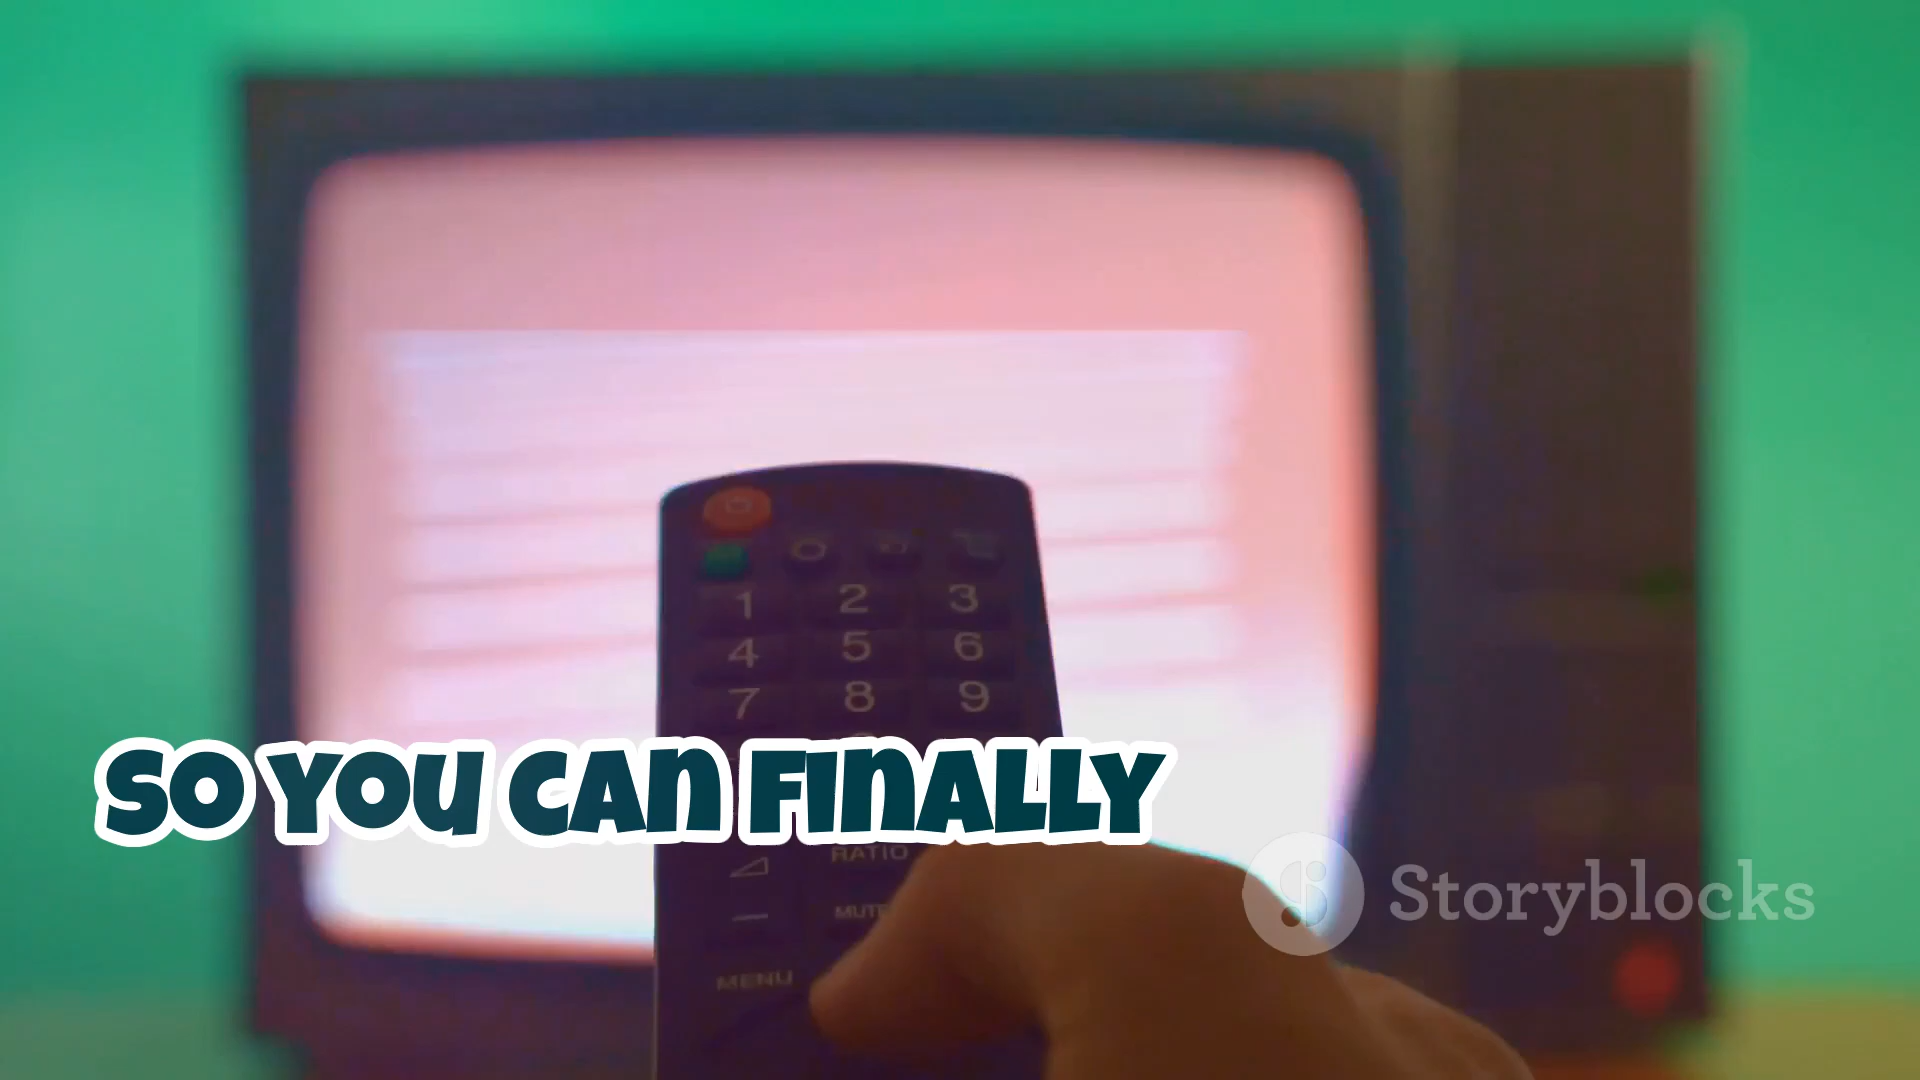 1 2 3
4 5 6
7 8 9
SO YOU CAN FINALLY
RATIO
MUTE
MENU
Storyblocks